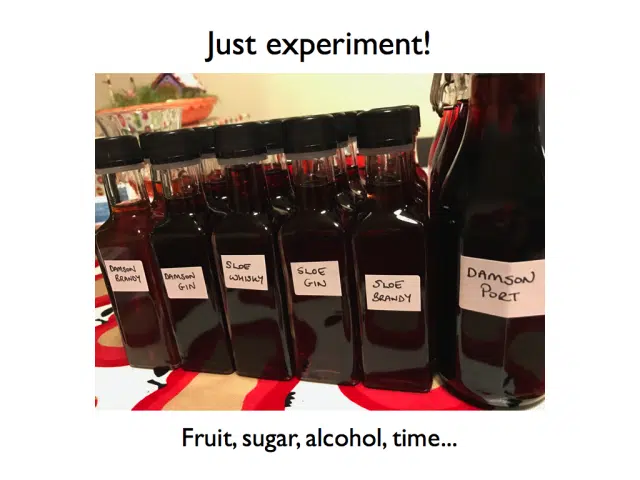 Just experiment!
DAMSON
BRANDY
DAMSON
GIN
SLOE
WHISKY
SLOE
GIN
SLOE
BRANDY
DAMSON
PORT
Fruit, sugar, alcohol, time...